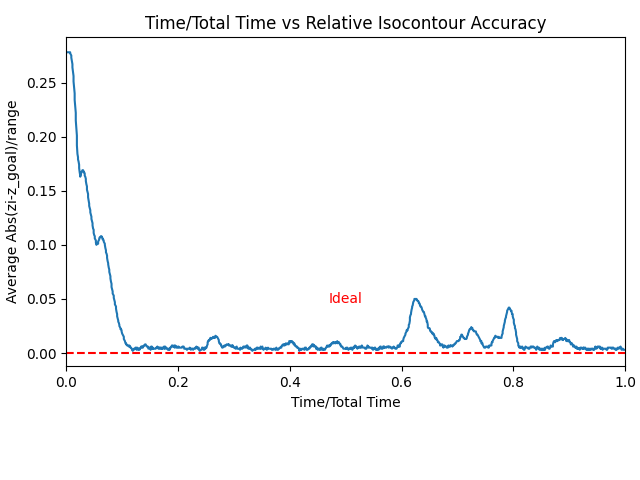 Time/Total Time vs Relative Isocontour Accuracy
Average Abs(zi-z_goal)/range
0.25
0.20
0.15
0.10
0.05
0.00
Ideal
0.0 0.2 0.4 0.6 0.8 1.0
Time/Total Time